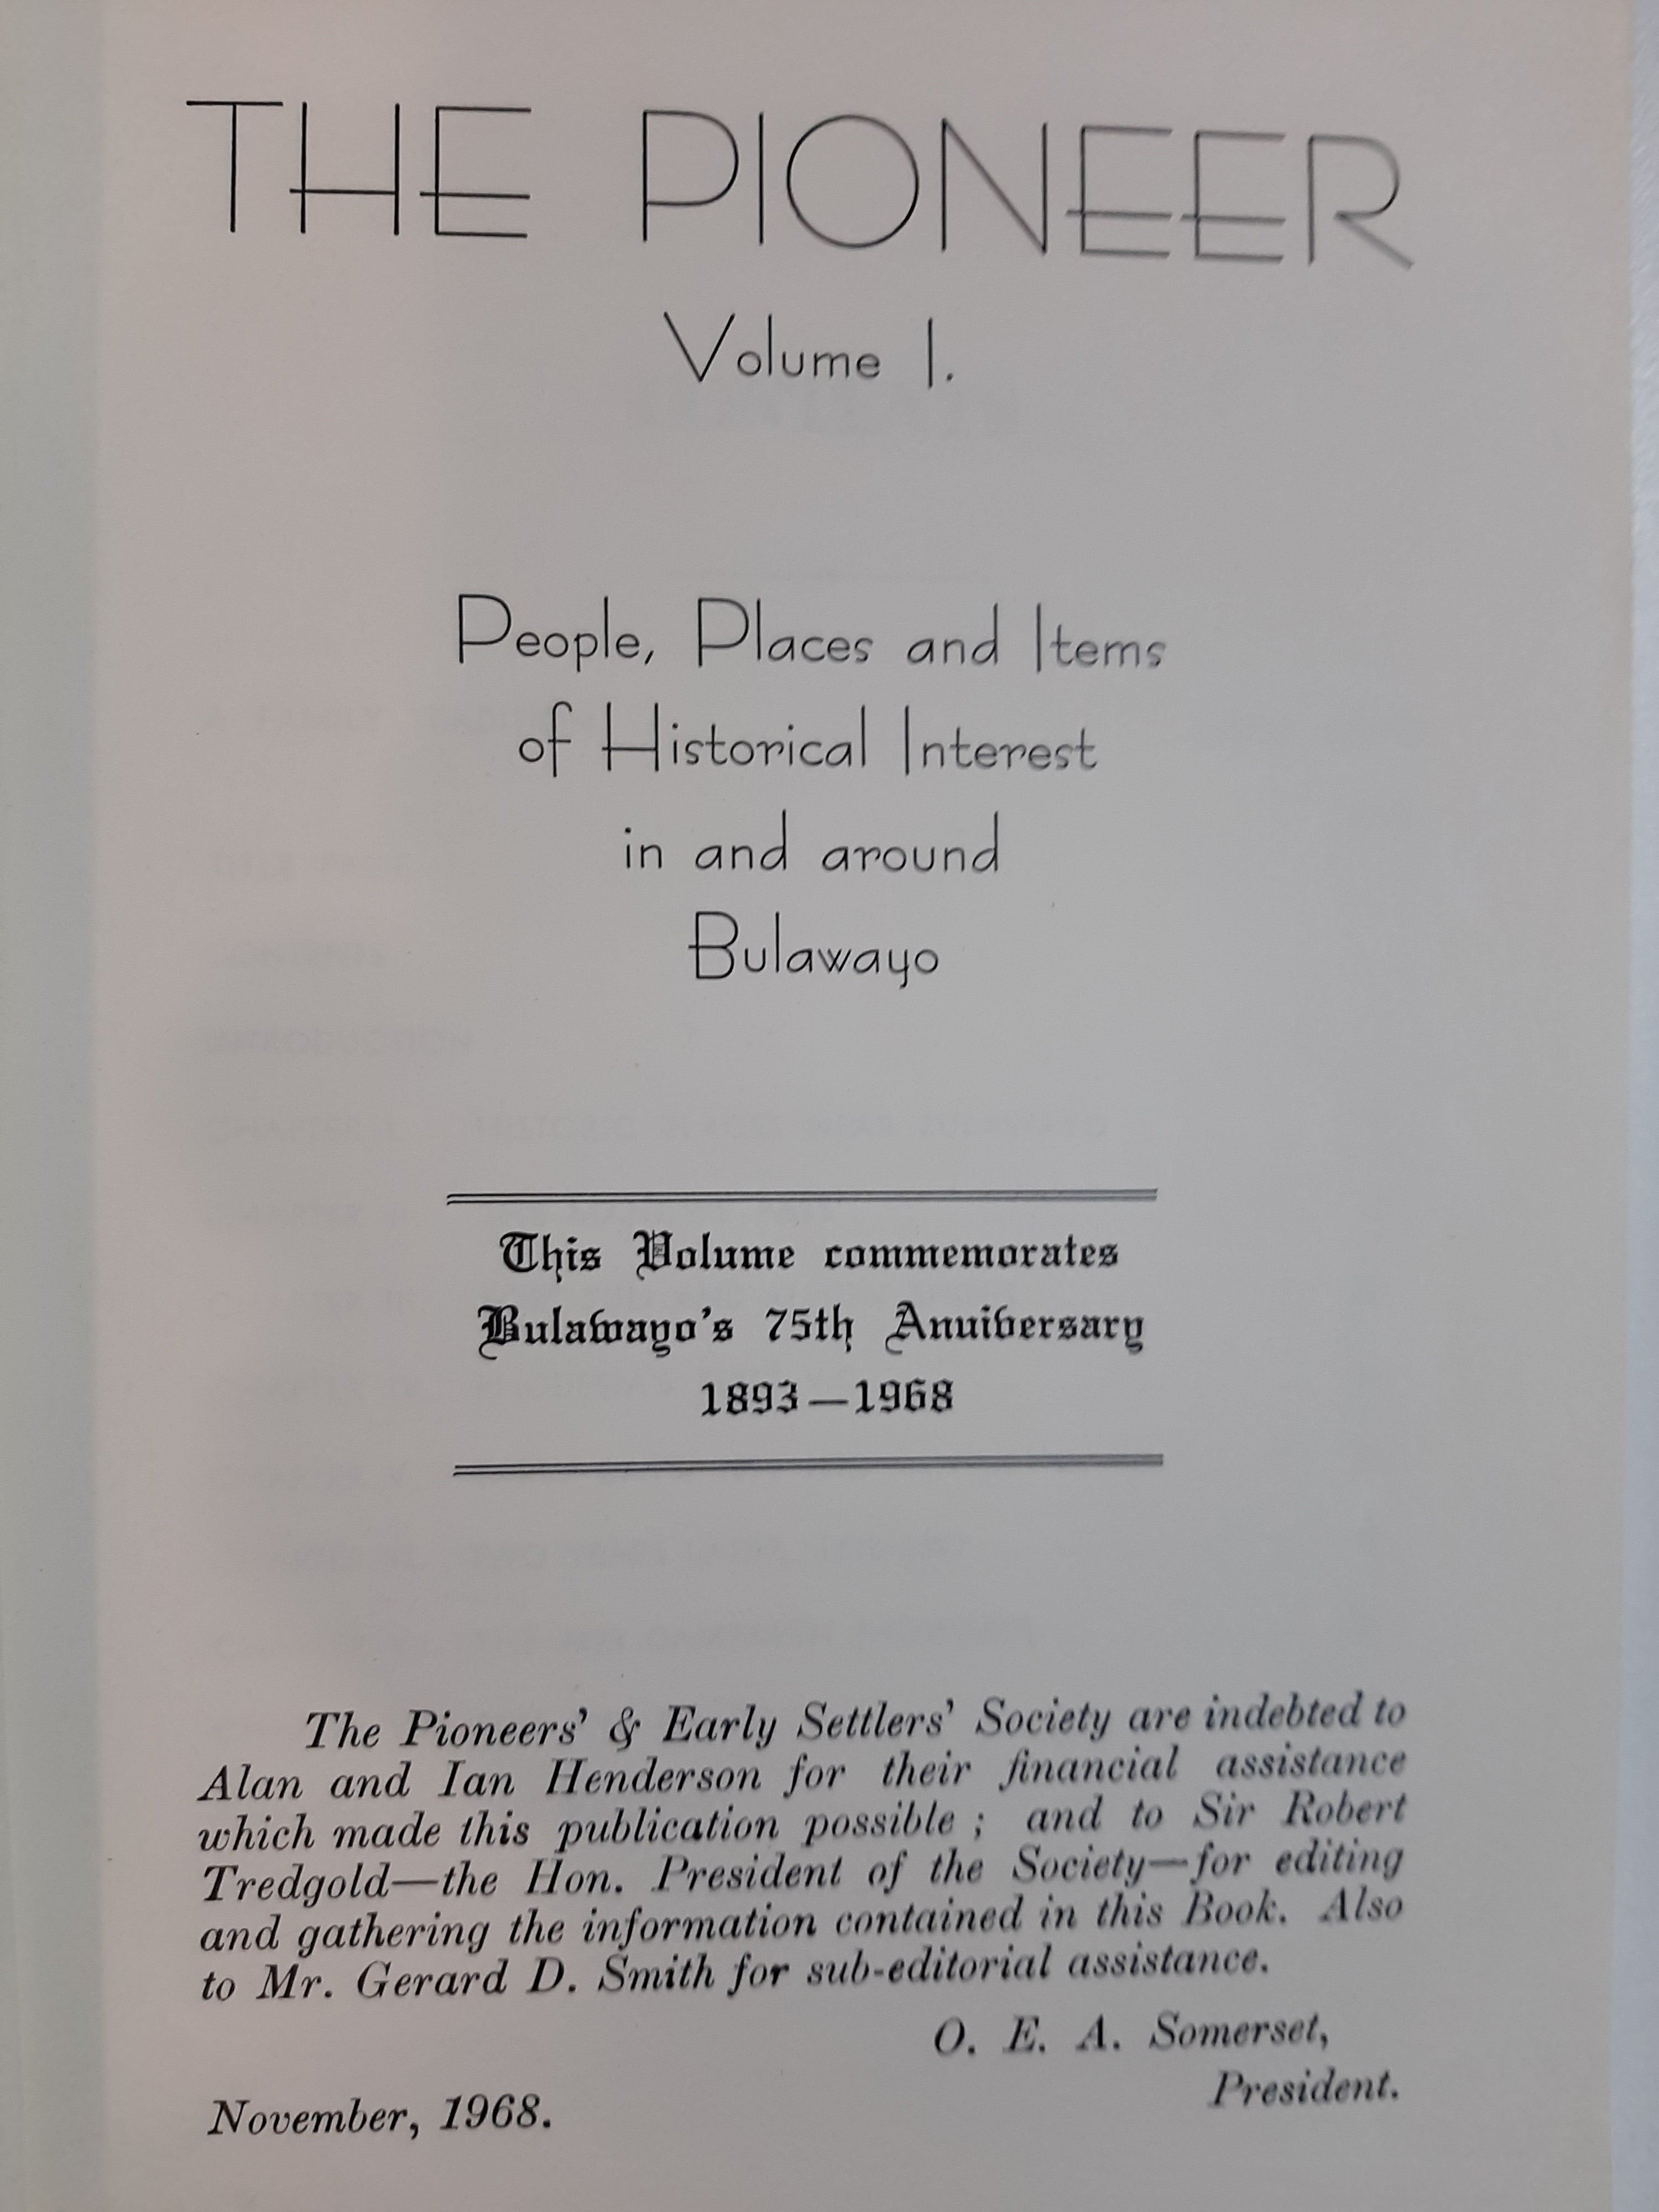 THE PIONEER
Volume 1.
People, Places and Items
of Historical Interest
in and around
Bulawayo
This Volume commemorates
Bulawayo's 75th Anniversary
1893—1968
The Pioneers' & Early Settlers' Society are indebted to
Alan and Ian Henderson for their financial assistance
which made this publication possible ; and to Sir Robert
Tredgold—the Hon. President of the Society—for editing
and gathering the information contained in this Book. Also
to Mr. Gerard D. Smith for sub-editorial assistance.
O. E. A. Somerset,
President.
November, 1968.